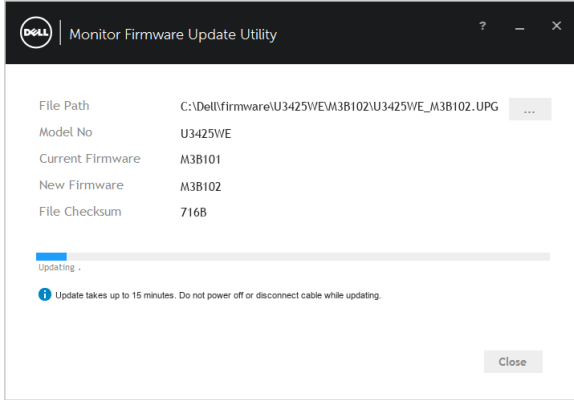 DELL Monitor Firmware Update Utility ? _ ×
File Path C:\Dell\firmware\U3425WE\M3B102\U3425WE_M3B102.UPG ...
Model No U3425WE
Current Firmware M3B101
New Firmware M3B102
File Checksum 716B
Updating .
i Update takes up to 15 minutes. Do not power off or disconnect cable while updating.
Close